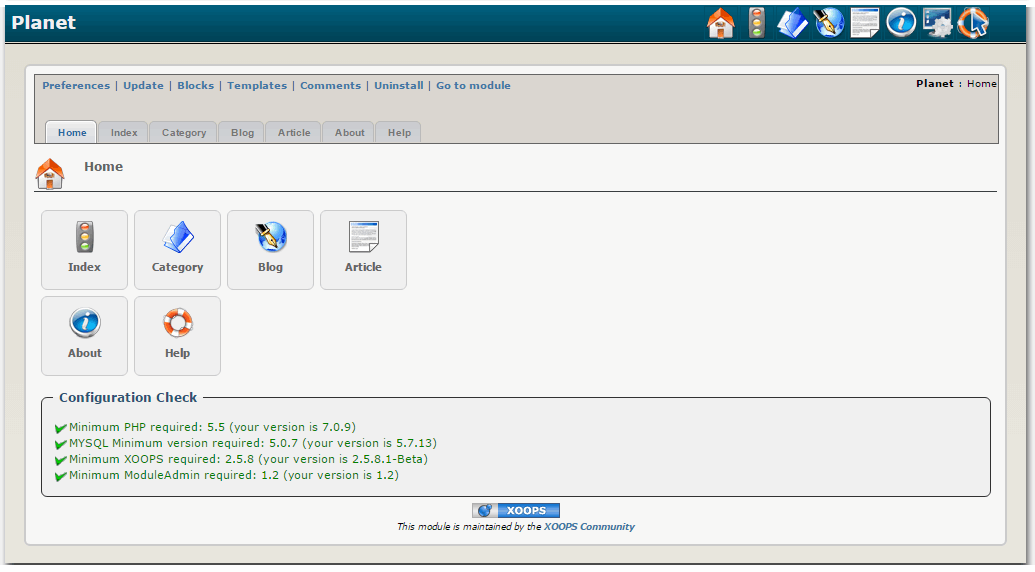 Planet
Preferences | Update | Blocks | Templates | Comments | Uninstall | Go to module
Planet : Home
Home Index Category Blog Article About Help
Home
Index Category Blog Article
About Help
Configuration Check
Minimum PHP required: 5.5 (your version is 7.0.9)
MYSQL Minimum version required: 5.0.7 (your version is 5.7.13)
Minimum XOOPS required: 2.5.8 (your version is 2.5.8.1-Beta)
Minimum ModuleAdmin required: 1.2 (your version is 1.2)
XOOPS
This module is maintained by the XOOPS Community